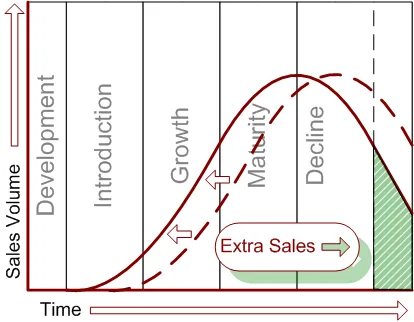 Sales Volume
Development
Introduction
Growth
Maturity
Decline
Extra Sales
Time